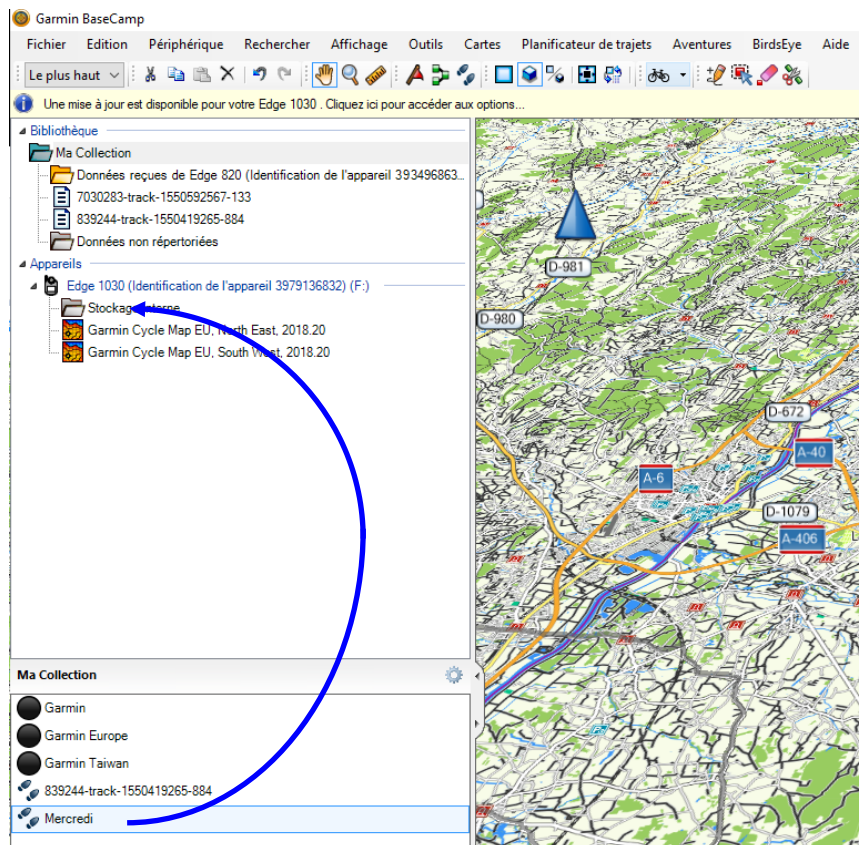 Garmin BaseCamp
Fichier Edition Périphérique Rechercher Affichage Outils Cartes Planificateur de trajets Aventures BirdsEye Aide
Le plus haut
Une mise à jour est disponible pour votre Edge 1030 . Cliquez ici pour accéder aux options...
Bibliothèque
Ma Collection
Données reçues de Edge 820 (Identification de l'appareil 393496863...
7030283-track-1550592567-133
839244-track-1550419265-884
Données non répertoriées
Appareils
Edge 1030 (Identification de l'appareil 3979136832) (F:)
Stockage interne
Garmin Cycle Map EU, North East, 2018.20
Garmin Cycle Map EU, South West, 2018.20
D-981
D-980
D-672
A-40
A-6
D-1079
A-406
L
Ma Collection
Garmin
Garmin Europe
Garmin Taiwan
839244-track-1550419265-884
Mercredi